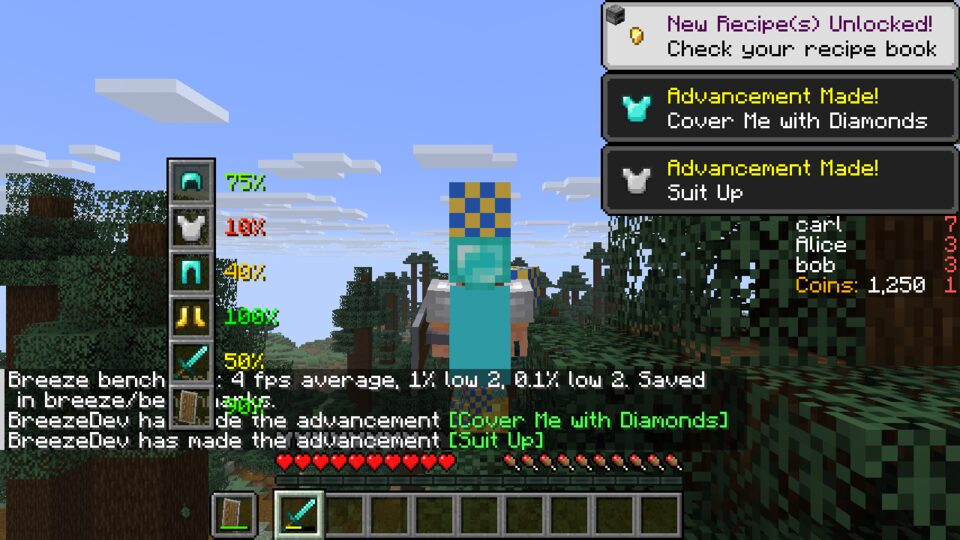 New Recipe(s) Unlocked!
Check your recipe book
Advancement Made!
Cover Me with Diamonds
Advancement Made!
Suit Up
carl 7
Alice 3
bob 3
Coins: 1,250 1
75%
10%
40%
100%
50%
90%
Breeze bench : 4 fps average, 1% low 2, 0.1% low 2. Saved
in breeze/be marks.
BreezeDev ha de the advancement [Cover Me with Diamonds]
BreezeDev has made the advancement [Suit Up]